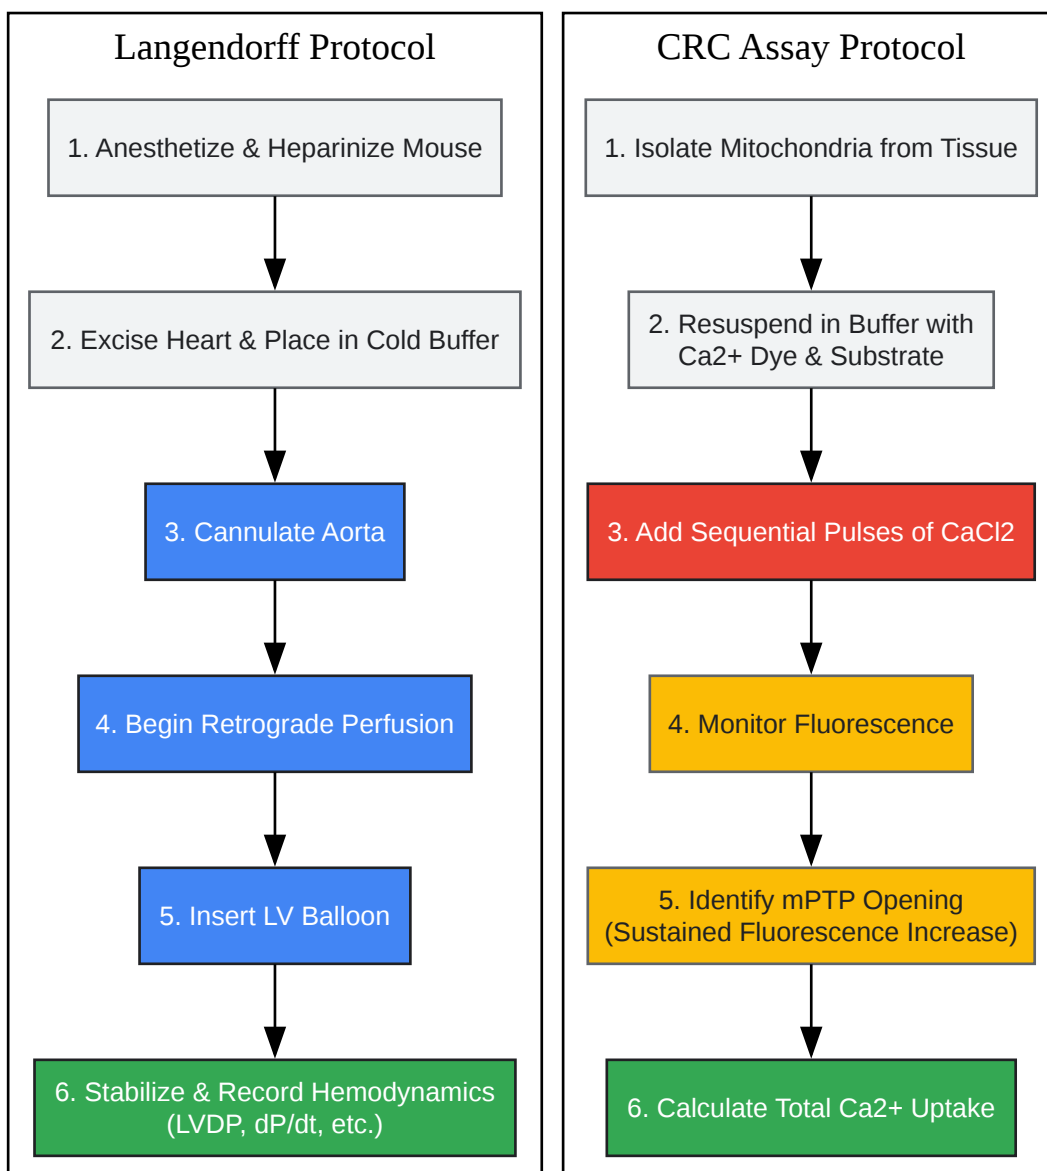 Langendorff Protocol
1. Anesthetize & Heparinize Mouse
2. Excise Heart & Place in Cold Buffer
3. Cannulate Aorta
4. Begin Retrograde Perfusion
5. Insert LV Balloon
6. Stabilize & Record Hemodynamics
(LVDP, dP/dt, etc.)
CRC Assay Protocol
1. Isolate Mitochondria from Tissue
2. Resuspend in Buffer with
Ca2+ Dye & Substrate
3. Add Sequential Pulses of CaCl2
4. Monitor Fluorescence
5. Identify mPTP Opening
(Sustained Fluorescence Increase)
6. Calculate Total Ca2+ Uptake